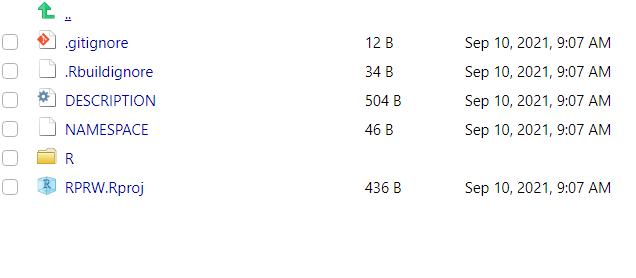 ..
.gitignore 12 B Sep 10, 2021, 9:07 AM
.Rbuildignore 34 B Sep 10, 2021, 9:07 AM
DESCRIPTION 504 B Sep 10, 2021, 9:07 AM
NAMESPACE 46 B Sep 10, 2021, 9:07 AM
R
RPRW.Rproj 436 B Sep 10, 2021, 9:07 AM